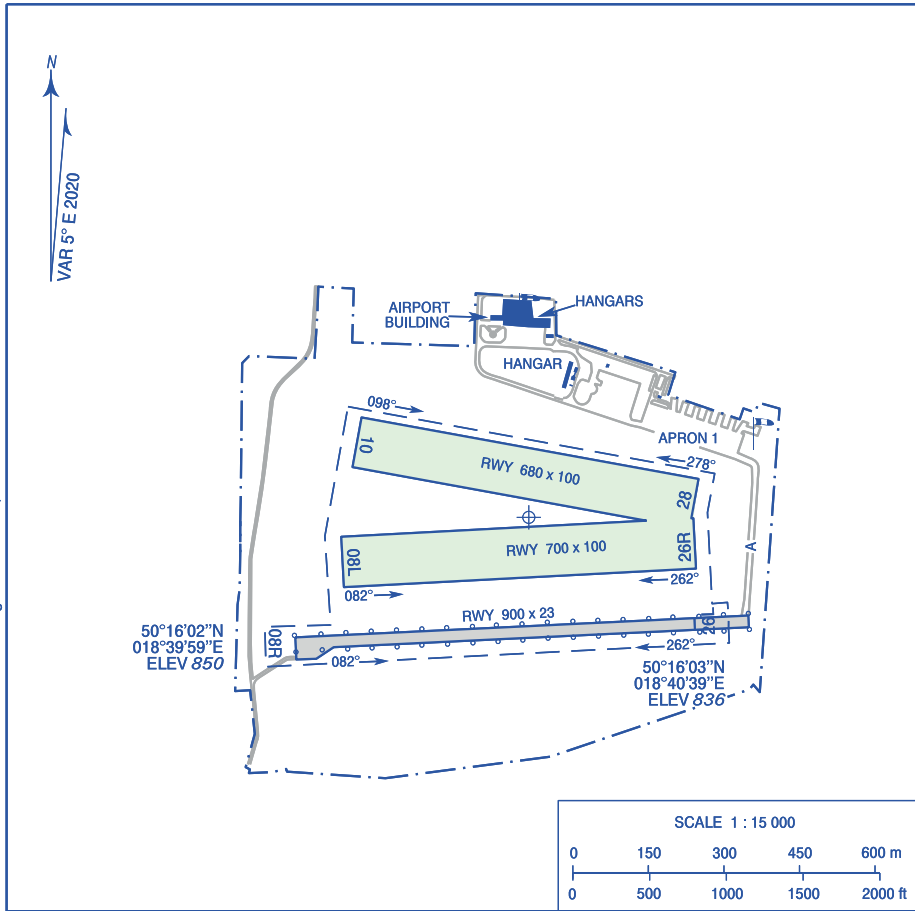 N
VAR 5° E 2020
AIRPORT
BUILDING
HANGARS
HANGAR
098°
APRON 1
278°
10
RWY 680 x 100
28
RWY 700 x 100
08L
26R
A
082°
262°
RWY 900 x 23
26L
08R
50°16’02”N
018°39’59”E
ELEV 850
082°
262°
50°16’03”N
018°40’39”E
ELEV 836
SCALE 1 : 15 000
0 150 300 450 600 m
0 500 1000 1500 2000 ft